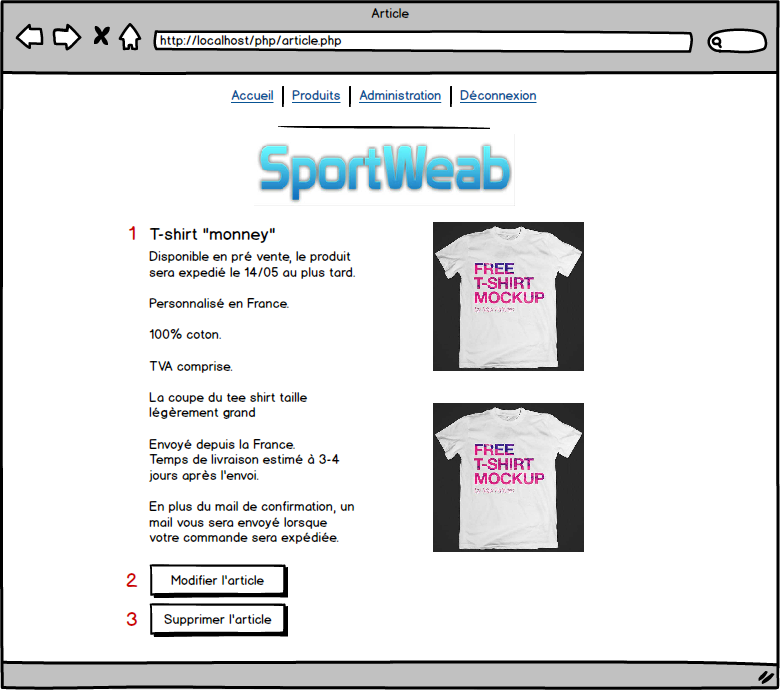 Article
http://localhost/php/article.php
Accueil Produits Administration Déconnexion
SportWeab
1 T-shirt "monney"
Disponible en pré vente, le produit
sera expedié le 14/05 au plus tard.
Personnalisé en France.
100% coton.
TVA comprise.
La coupe du tee shirt taille
légèrement grand
Envoyé depuis la France.
Temps de livraison estimé à 3-4
jours après l'envoi.
En plus du mail de confirmation, un
mail vous sera envoyé lorsque
votre commande sera expédiée.
FREE
T-SHIRT
MOCKUP
FREE
T-SHIRT
MOCKUP
2 Modifier l'article
3 Supprimer l'article